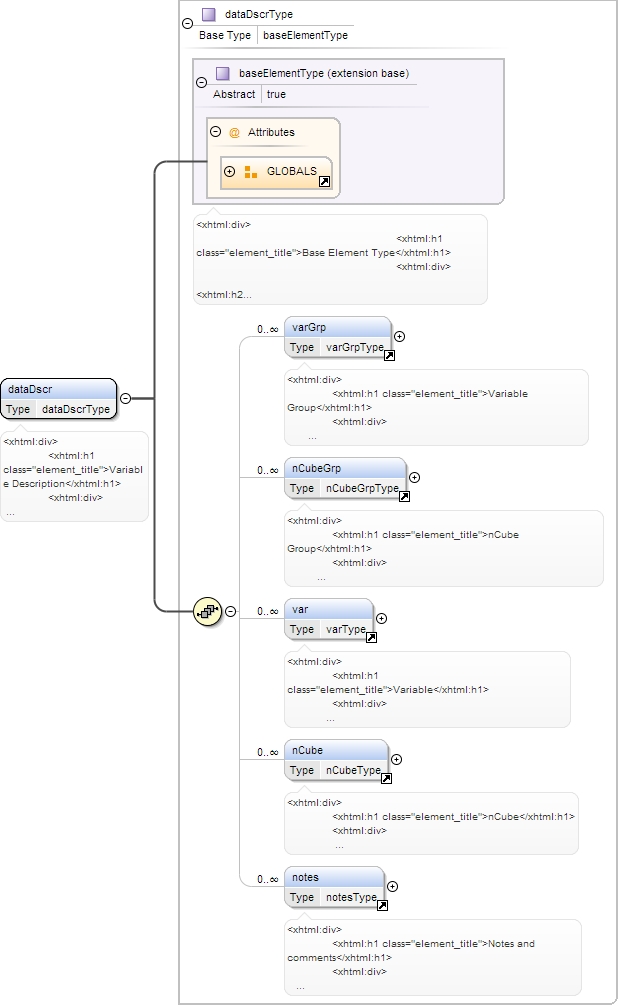 dataDscrType
Base Type baseElementType
baseElementType (extension base)
Abstract true
@ Attributes
GLOBALS
<xhtml:div>
<xhtml:h1
class="element_title">Base Element Type</xhtml:h1>
<xhtml:div>
<xhtml:h2...
dataDscr
Type dataDscrType
<xhtml:div>
<xhtml:h1
class="element_title">Variabl
e Description</xhtml:h1>
<xhtml:div>
...
0..∞
varGrp
Type varGrpType
<xhtml:div>
<xhtml:h1 class="element_title">Variable
Group</xhtml:h1>
<xhtml:div>
...
0..∞
nCubeGrp
Type nCubeGrpType
<xhtml:div>
<xhtml:h1 class="element_title">nCube
Group</xhtml:h1>
<xhtml:div>
...
0..∞
var
Type varType
<xhtml:div>
<xhtml:h1
class="element_title">Variable</xhtml:h1>
<xhtml:div>
...
0..∞
nCube
Type nCubeType
<xhtml:div>
<xhtml:h1 class="element_title">nCube</xhtml:h1>
<xhtml:div>
...
0..∞
notes
Type notesType
<xhtml:div>
<xhtml:h1 class="element_title">Notes and
comments</xhtml:h1>
<xhtml:div>
...